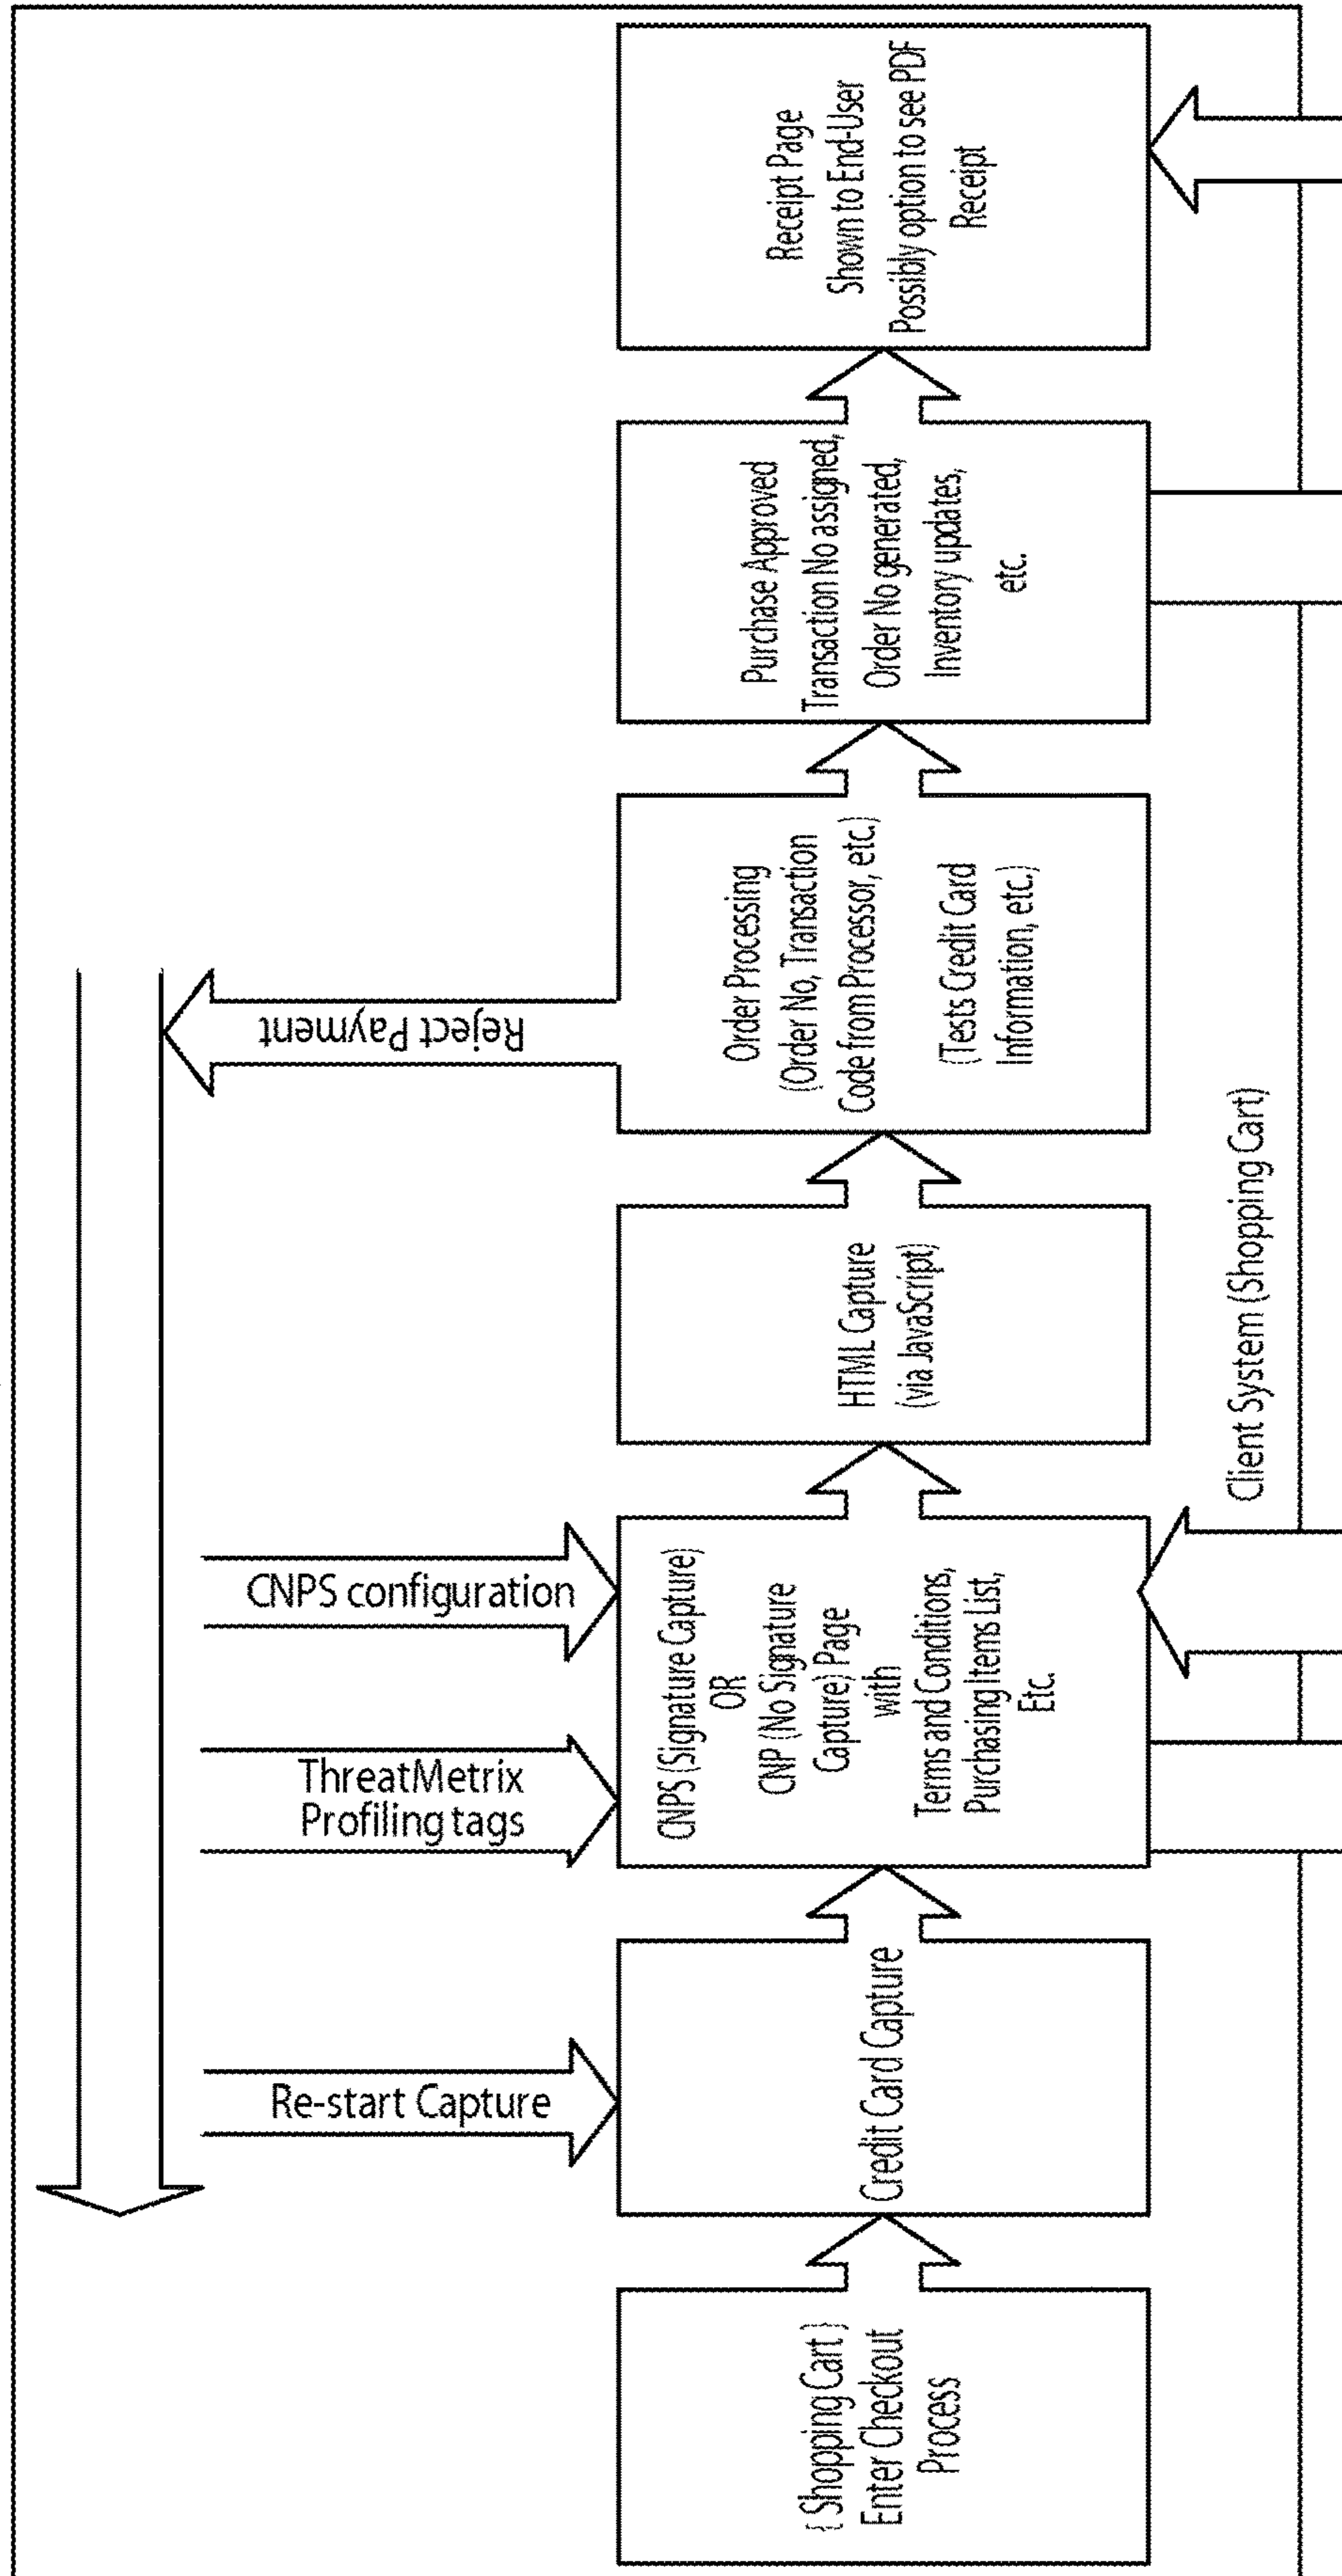 { Shopping Cart }
Enter Checkout
Process
Re-start Capture
Credit Card Capture
ThreatMetrix
Profiling tags
CNPS configuration
CNPS (Signature Capture)
OR
CNP (No Signature
Capture) Page
with
Terms and Conditions,
Purchasing Items List,
Etc.
HTML Capture
(via JavaScript)
Reject Payment
Order Processing
(Order No, Transaction
Code from Processor, etc.)
(Tests Credit Card
Information, etc.)
Purchase Approved
Transaction No assigned,
Order No generated,
Inventory updates,
etc.
Receipt Page
Shown to End-User
Possibly option to see PDF
Receipt
Client System (Shopping Cart)